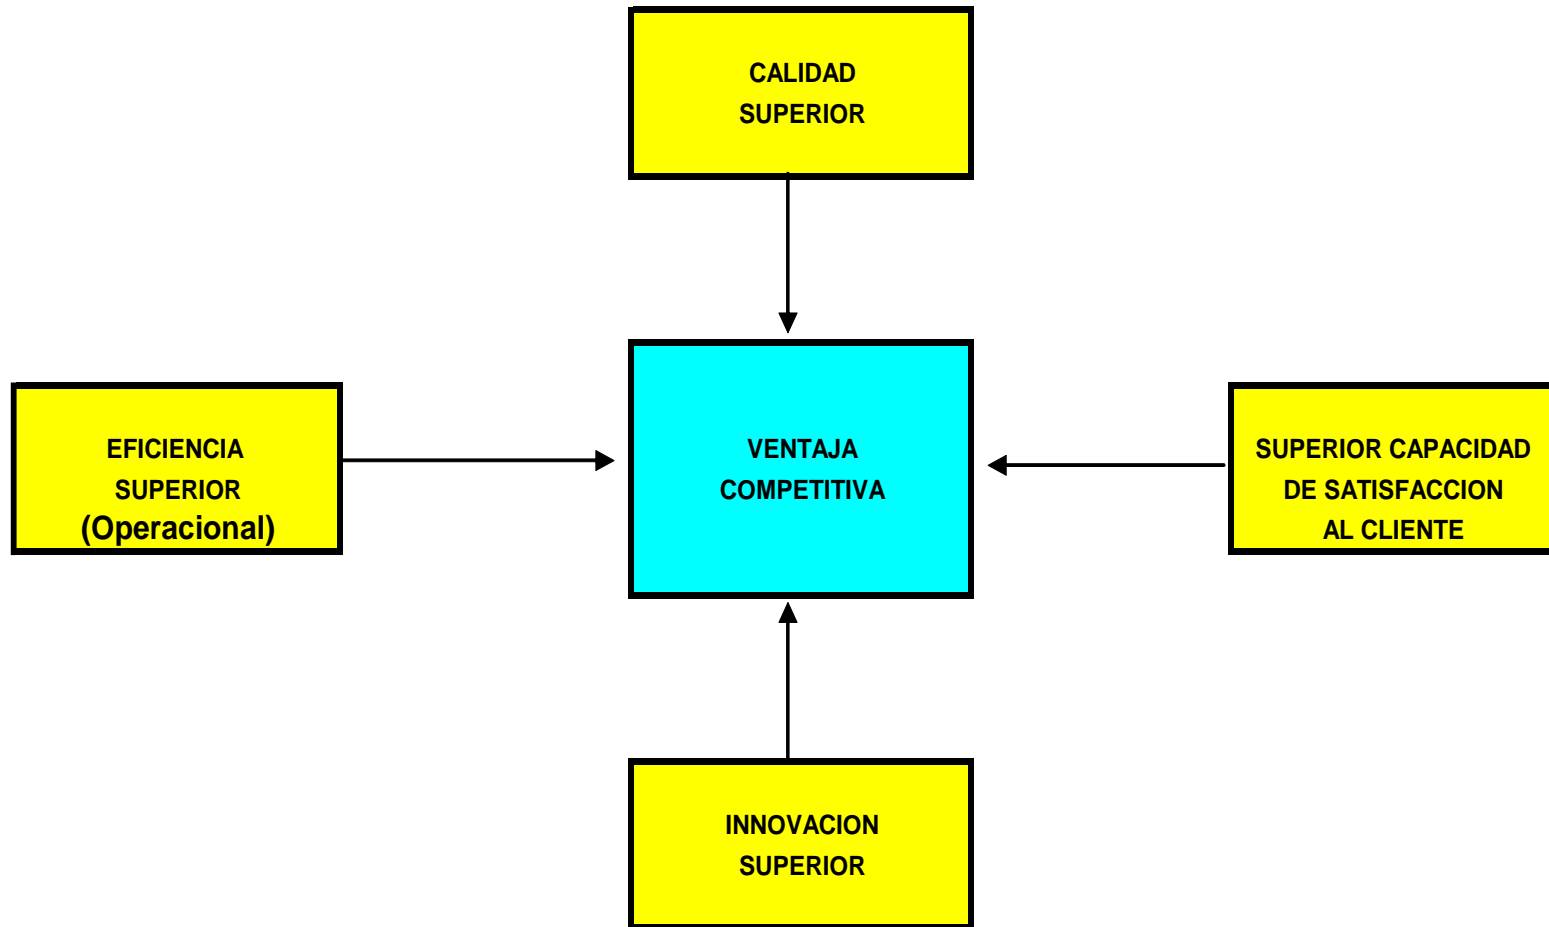 CALIDAD
SUPERIOR
EFICIENCIA
SUPERIOR
(Operacional)
VENTAJA
COMPETITIVA
SUPERIOR CAPACIDAD
DE SATISFACCION
AL CLIENTE
INNOVACION
SUPERIOR